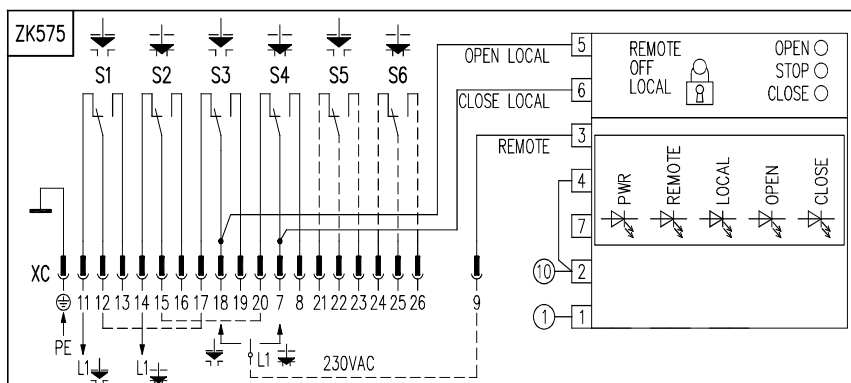 ZK575
S1 S2 S3 S4 S5 S6
OPEN LOCAL
CLOSE LOCAL
REMOTE
5
6
3
4
7
2
1
10
1
REMOTE
OFF
LOCAL
OPEN
STOP
CLOSE
PWR
REMOTE
LOCAL
OPEN
CLOSE
XC
11 12 13 14 15 16 17 18 19 20 7 8 21 22 23 24 25 26 9
PE
L1
L1
L1
230VAC